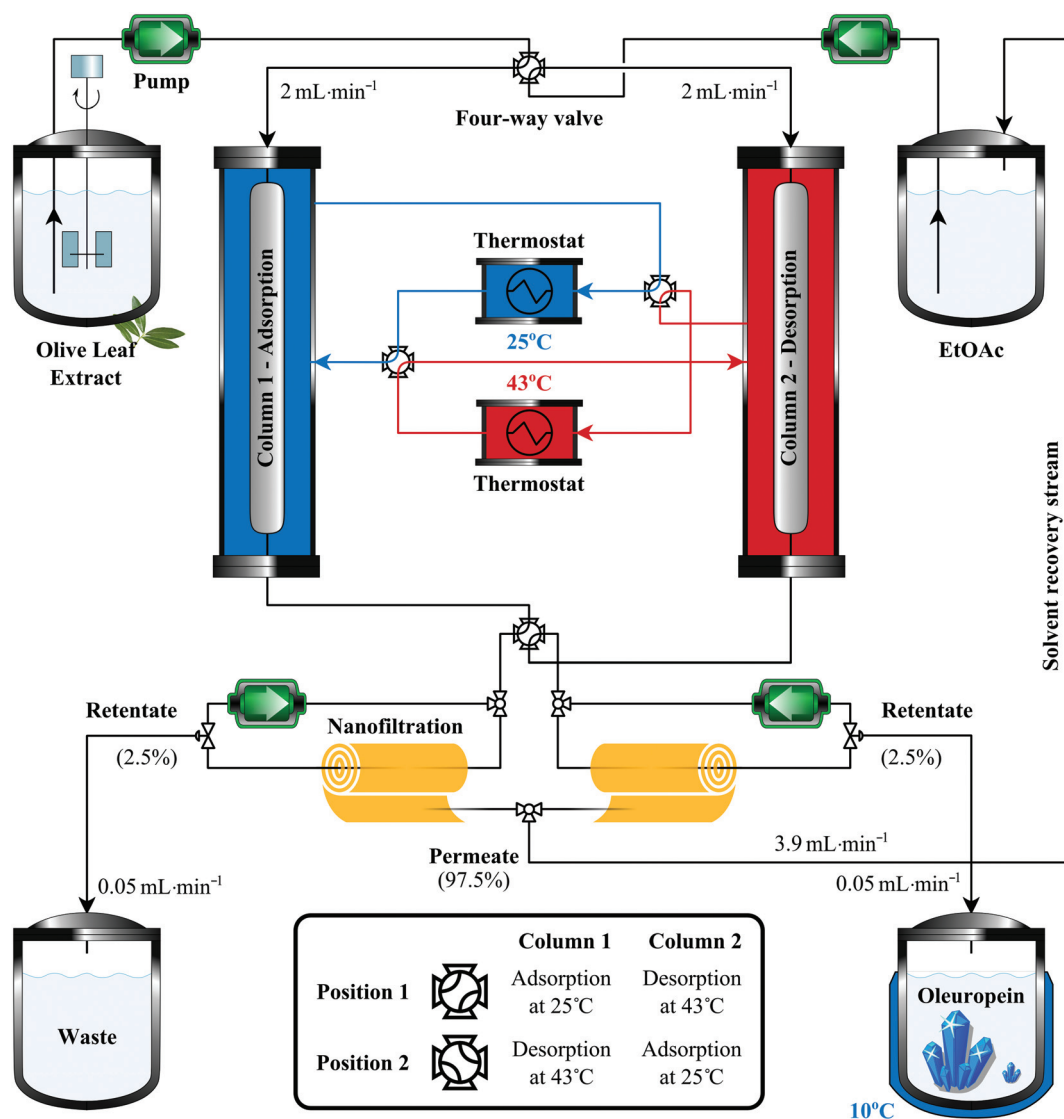 Pump
2 mL·min⁻¹
Four-way valve
2 mL·min⁻¹
Olive Leaf
Extract
Column 1 - Adsorption
Thermostat
25°C
43°C
Thermostat
Column 2 - Desorption
EtOAc
Solvent recovery stream
Retentate
(2.5%)
Nanofiltration
Retentate
(2.5%)
Permeate
(97.5%)
3.9 mL·min⁻¹
0.05 mL·min⁻¹
0.05 mL·min⁻¹
Waste
Column 1
Column 2
Position 1
Adsorption
at 25°C
Desorption
at 43°C
Position 2
Desorption
at 43°C
Adsorption
at 25°C
Oleuropein
10°C